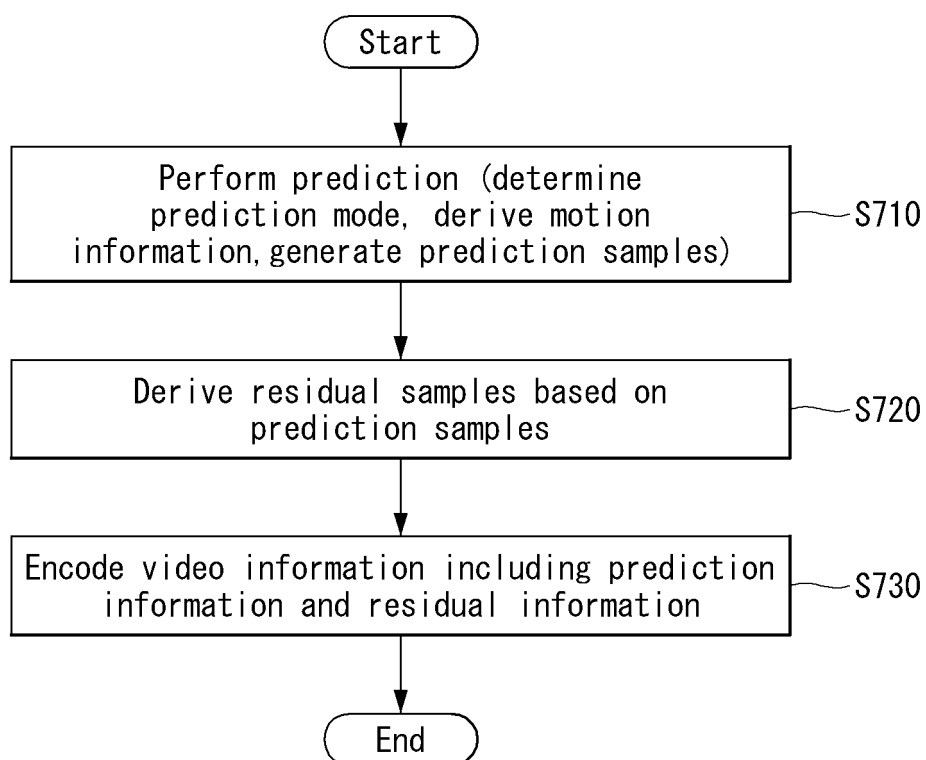 Start
Perform prediction (determine
prediction mode, derive motion
information, generate prediction samples)
S710
Derive residual samples based on
prediction samples
S720
Encode video information including prediction
information and residual information
S730
End